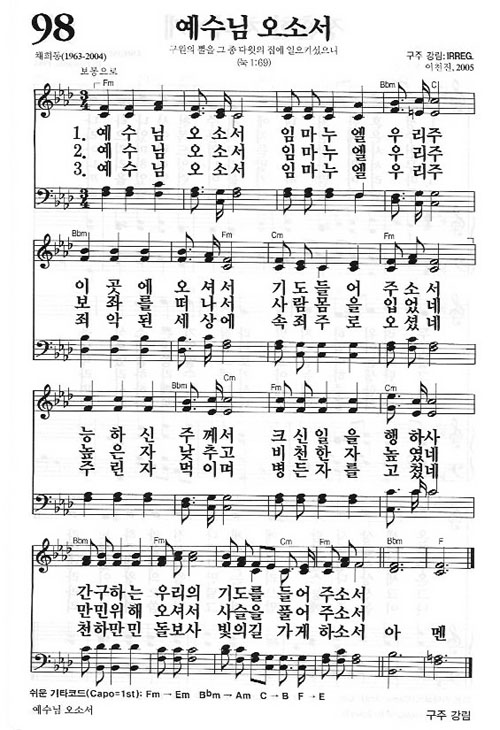 98
예수님 오소서
구원의 뿔을 그 종 다윗의 집에 일으키셨으니
(눅 1:69)
채희동(1963-2004)
구주 강림: IRREG.
이천진, 2005
보통으로
Fm Bbm C
1. 예 수 님 오 소서 임 마 누 엘 우 리주
2. 예 수 님 오 소서 임 마 누 엘 우 리주
3. 예 수 님 오 소서 임 마 누 엘 우 리주
Bbm Fm Cm Fm
이 곳 에 오 셔서 기 도 들 어 주 소서
보 좌 를 떠 나서 사 람 몸 을 입 었네
죄 악 된 세 상에 속 죄 주 로 오 셨네
Bbm Cm Cm
능 하 신 주 께서 크 신 일 을 행 하사
높 은 자 낮 추고 비 천 한 자 높 였네
주 린 자 먹 이며 병 든 자 를 고 쳤네
Bbm Fm Cm Fm Bbm F
간구하는 우리의 기도를 들어 주소서
만민위해 오셔서 사슬을 풀어 주소서
천하만민 돌보사 빛의길 가게 하소서 아 멘
쉬운 기타코드(Capo=1st): Fm → Em Bbm → Am C → B F → E
예수님 오소서
구주 강림